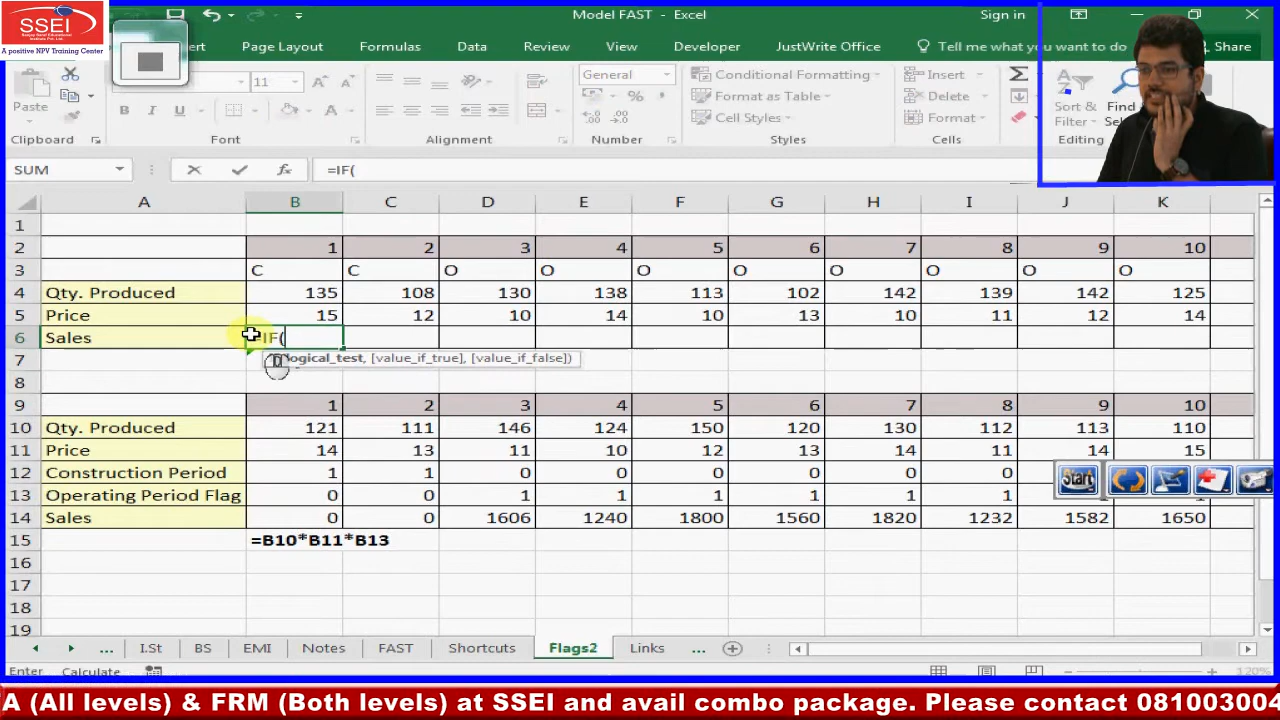 SSEI
A positive NPV Training Center
Model FAST - Excel
Sign in
Page Layout
Formulas
Data
Review
View
Developer
JustWrite Office
Tell me what you want to do
Share
Paste
11
A A
General
Conditional Formatting
Insert
Format as Table
Delete
Cell Styles
Format
Sort & Filter
Find
B I U
Clipboard
Font
Alignment
Number
Styles
Cells
Editing
SUM
=IF(
A B C D E F G H I J K
1
2 1 2 3 4 5 6 7 8 9 10
3 C C O O O O O O O O
4 Qty. Produced 135 108 130 138 113 102 142 139 142 125
5 Price 15 12 10 14 10 13 10 11 12 14
6 Sales IF(
7 logical_test, [value_if_true], [value_if_false])
8
9 1 2 3 4 5 6 7 8 9 10
10 Qty. Produced 121 111 146 124 150 120 130 112 113 110
11 Price 14 13 11 10 12 13 14 11 14 15
12 Construction Period 1 1 0 0 0 0 0 0
13 Operating Period Flag 0 0 1 1 1 1 1 1
14 Sales 0 0 1606 1240 1800 1560 1820 1232 1582 1650
15 =B10*B11*B13
16
17
18
19
Start
... I.St BS EMI Notes FAST Shortcuts Flags2 Links ...
Enter Calculate
120%
A (All levels) & FRM (Both levels) at SSEI and avail combo package. Please contact 081003004